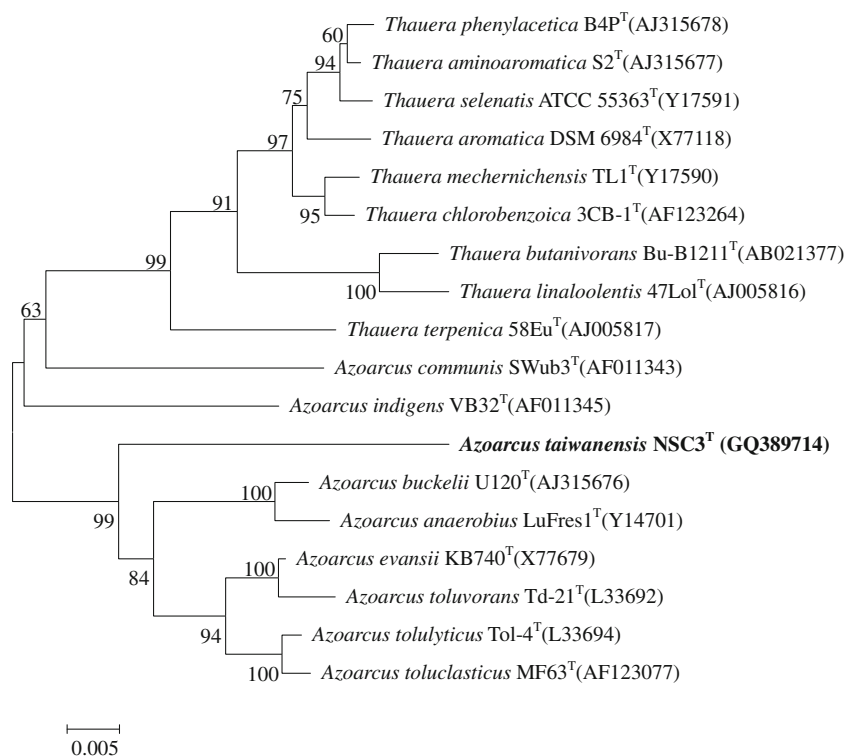 Thauera phenylacetica B4Pᵀ(AJ315678)
60
Thauera aminoaromatica S2ᵀ(AJ315677)
94
Thauera selenatis ATCC 55363ᵀ(Y17591)
75
Thauera aromatica DSM 6984ᵀ(X77118)
97
Thauera mechernichensis TL1ᵀ(Y17590)
91
95
Thauera chlorobenzoica 3CB-1ᵀ(AF123264)
Thauera butanivorans Bu-B1211ᵀ(AB021377)
99
100
Thauera linaloolentis 47Lolᵀ(AJ005816)
63
Thauera terpenica 58Euᵀ(AJ005817)
Azoarcus communis SWub3ᵀ(AF011343)
Azoarcus indigens VB32ᵀ(AF011345)
Azoarcus taiwanensis NSC3ᵀ (GQ389714)
Azoarcus buckelii U120ᵀ(AJ315676)
100
99
Azoarcus anaerobius LuFres1ᵀ(Y14701)
Azoarcus evansii KB740ᵀ(X77679)
100
84
Azoarcus toluvorans Td-21ᵀ(L33692)
94
Azoarcus tolulyticus Tol-4ᵀ(L33694)
100
Azoarcus toluclasticus MF63ᵀ(AF123077)
0.005